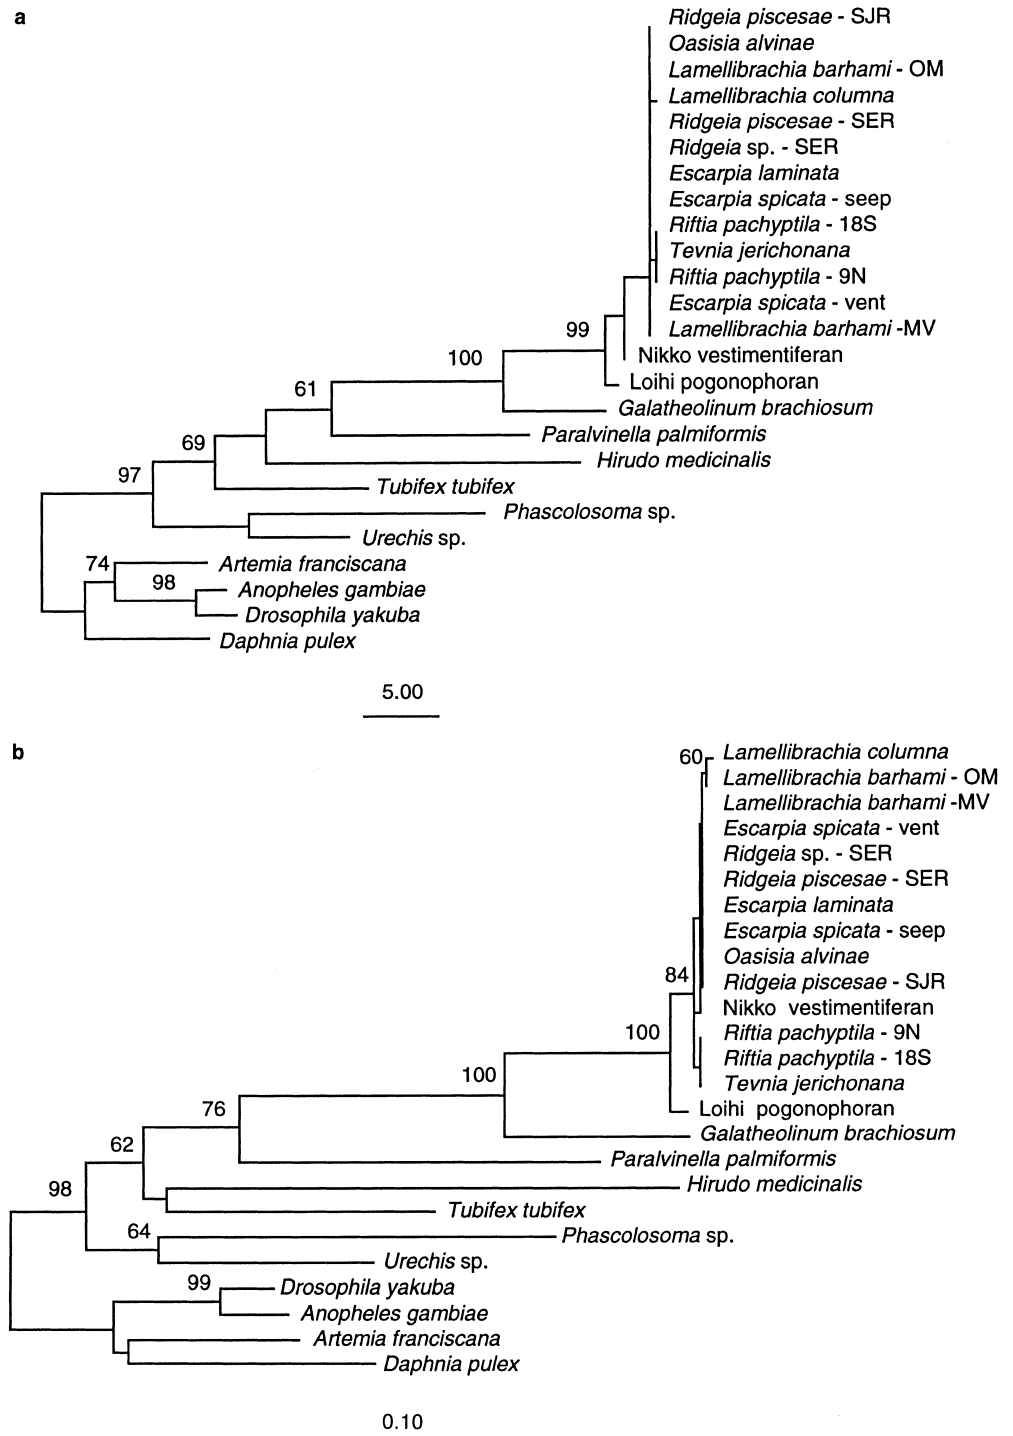 a
Ridgeia piscesae - SJR
Oasisia alvinae
Lamellibrachia barhami - OM
Lamellibrachia columna
Ridgeia piscesae - SER
Ridgeia sp. - SER
Escarpia laminata
Escarpia spicata - seep
Riftia pachyptila - 18S
Tevnia jerichonana
Riftia pachyptila - 9N
Escarpia spicata - vent
Lamellibrachia barhami -MV
99
Nikko vestimentiferan
100
Loihi pogonophoran
61
Galatheolinum brachiosum
Paralvinella palmiformis
69
Hirudo medicinalis
97
Tubifex tubifex
Phascolosoma sp.
Urechis sp.
74
Artemia franciscana
98
Anopheles gambiae
Drosophila yakuba
Daphnia pulex
5.00
b
60
Lamellibrachia columna
Lamellibrachia barhami - OM
Lamellibrachia barhami -MV
Escarpia spicata - vent
Ridgeia sp. - SER
Ridgeia piscesae - SER
Escarpia laminata
Escarpia spicata - seep
Oasisia alvinae
84
Ridgeia piscesae - SJR
Nikko vestimentiferan
100
Riftia pachyptila - 9N
Riftia pachyptila - 18S
100
Tevnia jerichonana
76
Loihi pogonophoran
Galatheolinum brachiosum
62
Paralvinella palmiformis
98
Hirudo medicinalis
Tubifex tubifex
64
Phascolosoma sp.
Urechis sp.
99
Drosophila yakuba
Anopheles gambiae
Artemia franciscana
Daphnia pulex
0.10